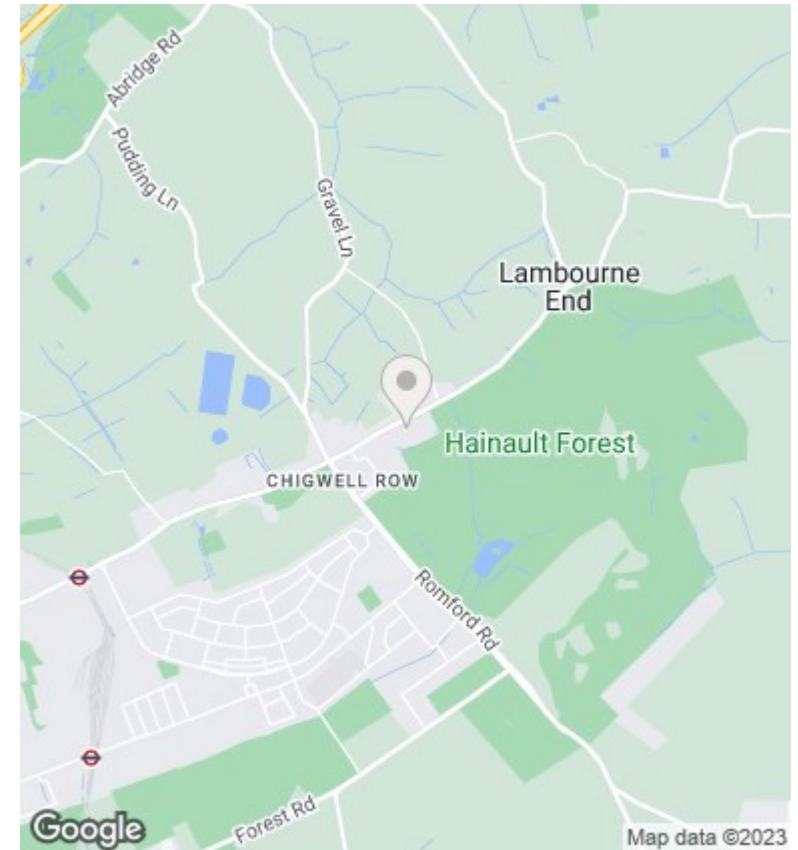 Abridge Rd
Pudding Ln
Gravel Ln
Lambourne
End
Hainault Forest
CHIGWELL ROW
Romford Rd
Forest Rd
Google
Map data ©2023